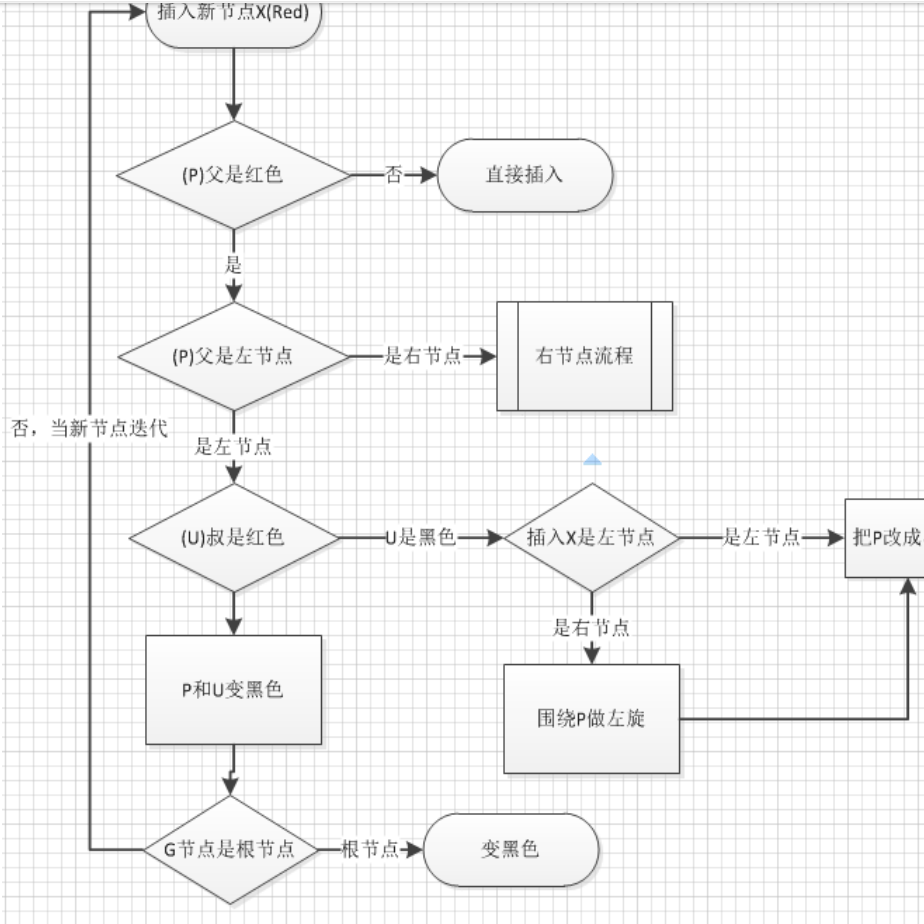 插入新节点X(Red)
(P)父是红色
否
直接插入
是
(P)父是左节点
是右节点
右节点流程
否，当新节点迭代
是左节点
(U)叔是红色
U是黑色
插入X是左节点
是左节点
把P改成
是右节点
P和U变黑色
围绕P做左旋
G节点是根节点
根节点
变黑色